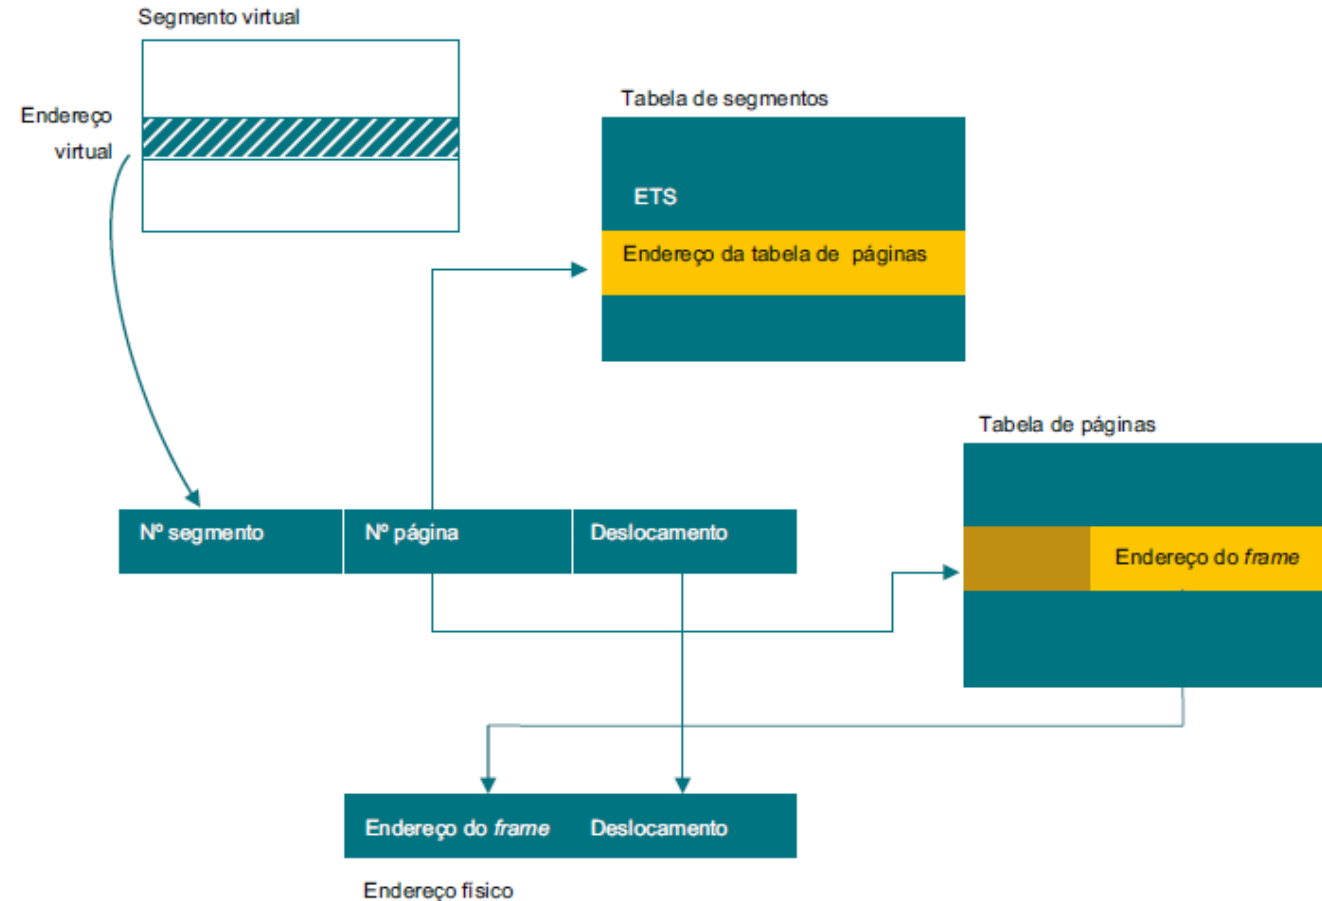 Segmento virtual
Endereço
virtual
Tabela de segmentos
ETS
Endereço da tabela de páginas
Tabela de páginas
Nº segmento
Nº página
Deslocamento
Endereço do frame
Endereço do frame
Deslocamento
Endereço físico